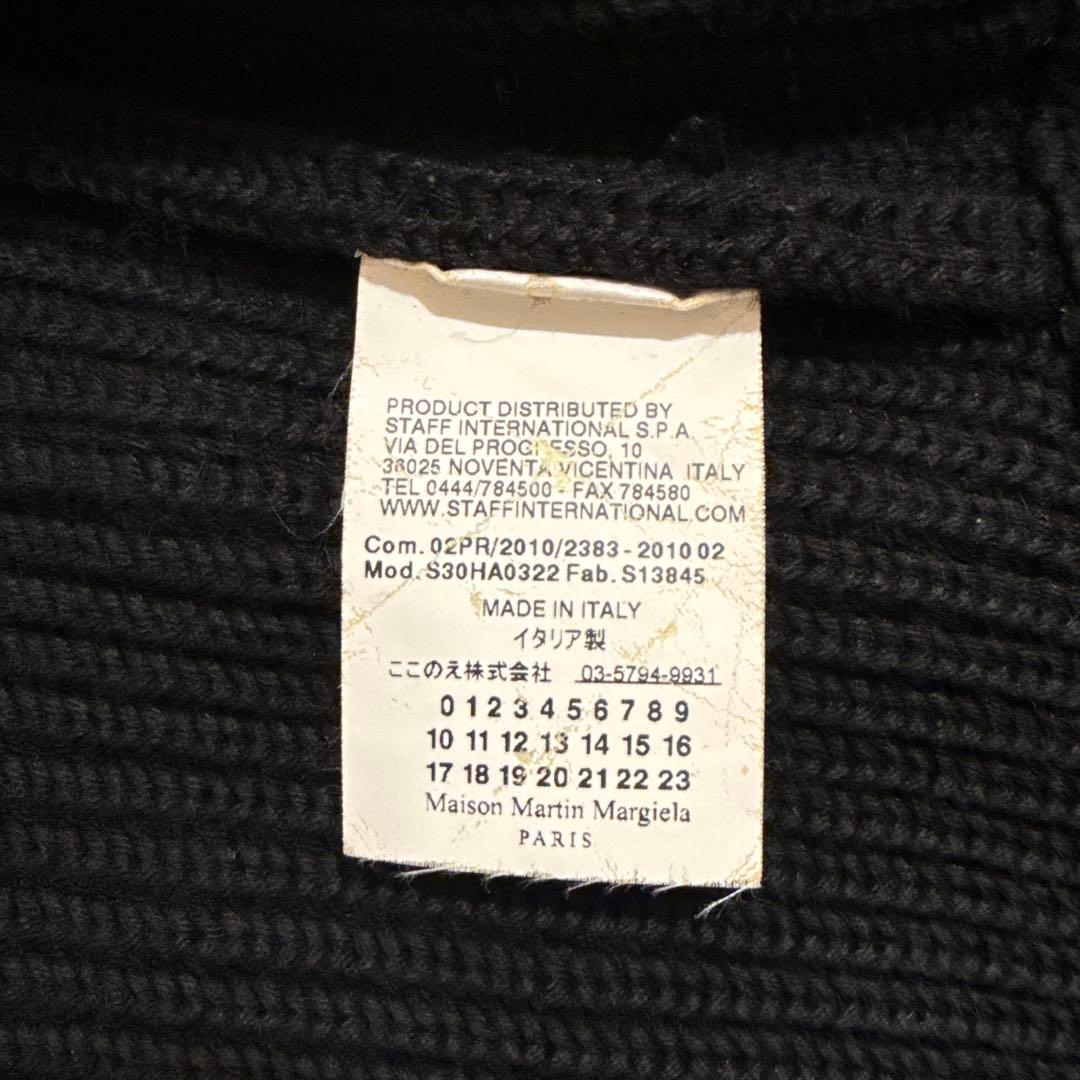 PRODUCT DISTRIBUTED BY
STAFF INTERNATIONAL S.P.A
VIA DEL PROGRESSO, 10
36025 NOVENTA VICENTINA ITALY
TEL 0444/784500 - FAX 784580
WWW.STAFFINTERNATIONAL.COM
Com. 02PR/2010/2383 - 2010 02
Mod. S30HA0322 Fab. S13845
MADE IN ITALY
イタリア製
ここのえ株式会社 03-5794-9931
0 1 2 3 4 5 6 7 8 9
10 11 12 13 14 15 16
17 18 19 20 21 22 23
Maison Martin Margiela
PARIS